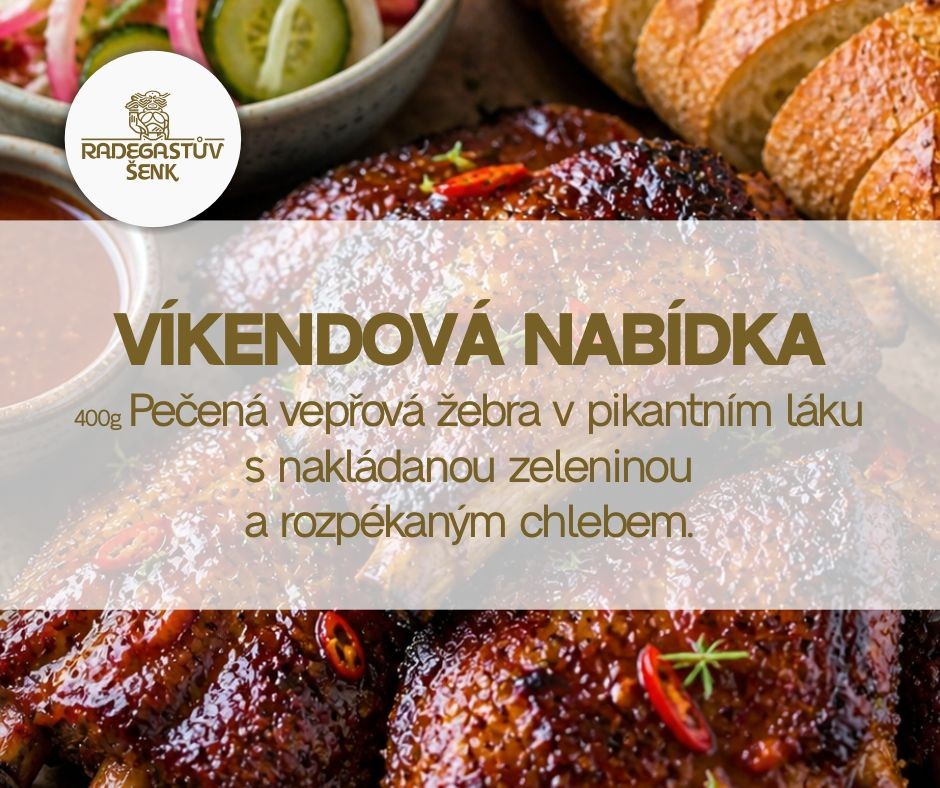 RADEGASTŮV
ŠENK
VÍKENDOVÁ NABÍDKA
400g Pečená vepřová žebra v pikantním láku
s nakládanou zeleninou
a rozpékaným chlebem.